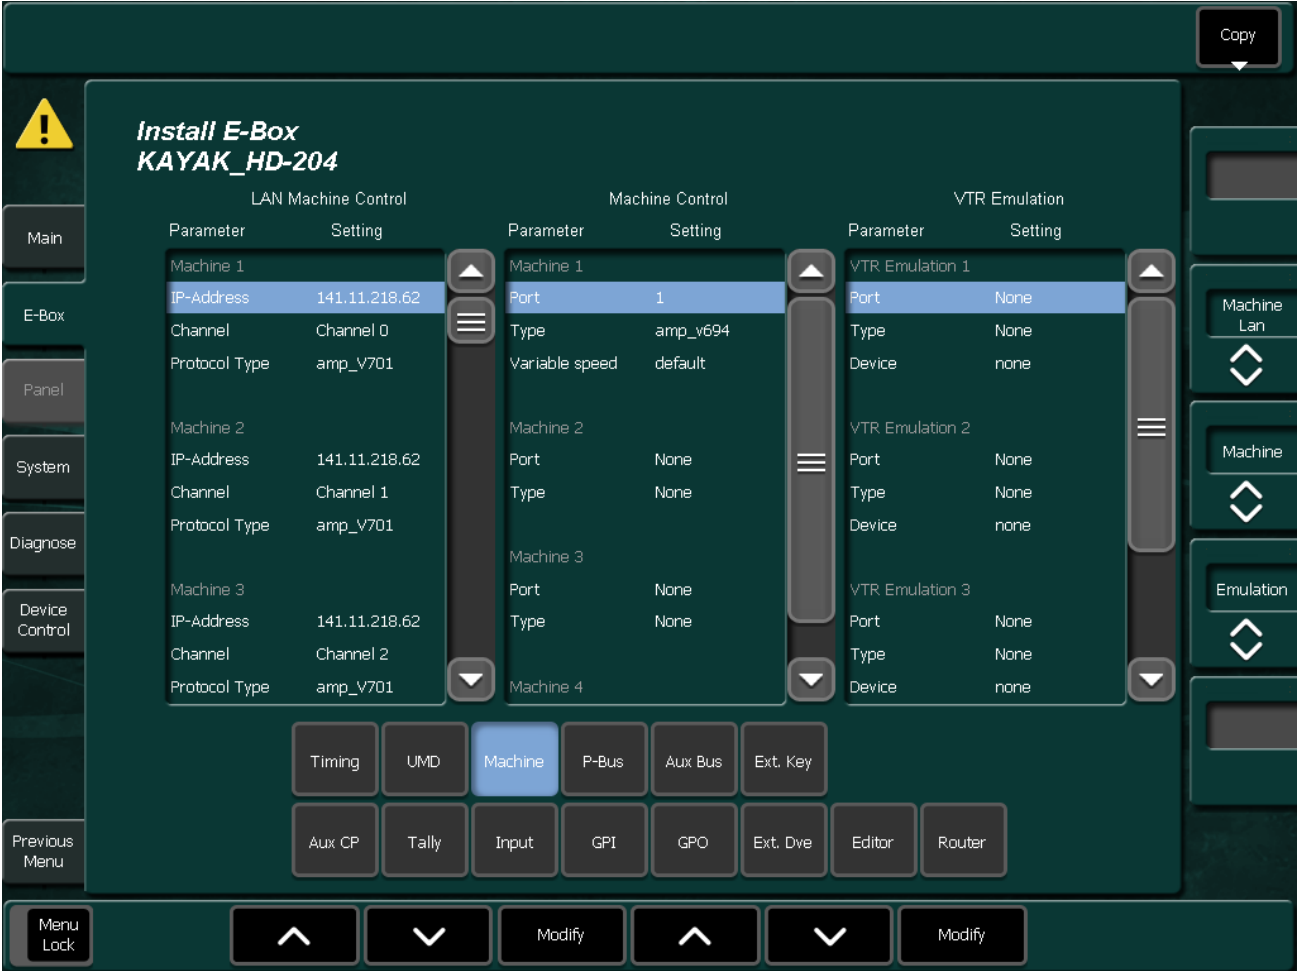 Copy
Install E-Box
KAYAK_HD-204
LAN Machine Control
Machine Control
VTR Emulation
Parameter Setting
Parameter Setting
Parameter Setting
Machine 1
IP-Address 141.11.218.62
Channel Channel 0
Protocol Type amp_V701
Machine 2
IP-Address 141.11.218.62
Channel Channel 1
Protocol Type amp_V701
Machine 3
IP-Address 141.11.218.62
Channel Channel 2
Protocol Type amp_V701
Machine 1
Port 1
Type amp_v694
Variable speed default
Machine 2
Port None
Type None
Machine 3
Port None
Type None
Machine 4
VTR Emulation 1
Port None
Type None
Device none
VTR Emulation 2
Port None
Type None
Device none
VTR Emulation 3
Port None
Type None
Device none
Main
E-Box
Panel
System
Diagnose
Device
Control
Previous
Menu
Machine
Lan
Machine
Emulation
Timing UMD Machine P-Bus Aux Bus Ext. Key
Aux CP Tally Input GPI GPO Ext. Dve Editor Router
Menu
Lock
Modify
Modify